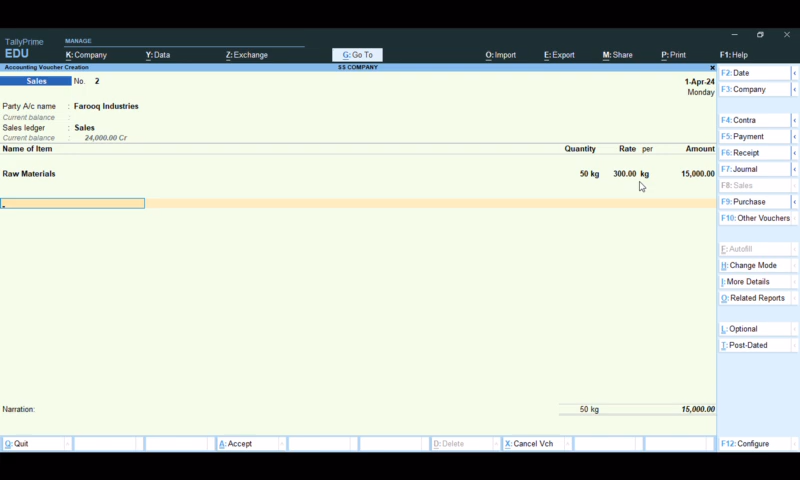 TallyPrime
EDU
MANAGE
K: Company
Y: Data
Z: Exchange
G: Go To
O: Import
E: Export
M: Share
P: Print
F1: Help
Accounting Voucher Creation
SS COMPANY
Sales No. 2
1-Apr-24
Monday
Party A/c name : Farooq Industries
Current balance :
Sales ledger : Sales
Current balance : 24,000.00 Cr
Name of Item Quantity Rate per Amount
Raw Materials 50 kg 300.00 kg 15,000.00
Narration: 50 kg 15,000.00
Q: Quit
A: Accept
D: Delete
X: Cancel Vch
F2: Date
F3: Company
F4: Contra
F5: Payment
F6: Receipt
F7: Journal
F8: Sales
F9: Purchase
F10: Other Vouchers
E: Autofill
H: Change Mode
I: More Details
O: Related Reports
L: Optional
T: Post-Dated
F12: Configure